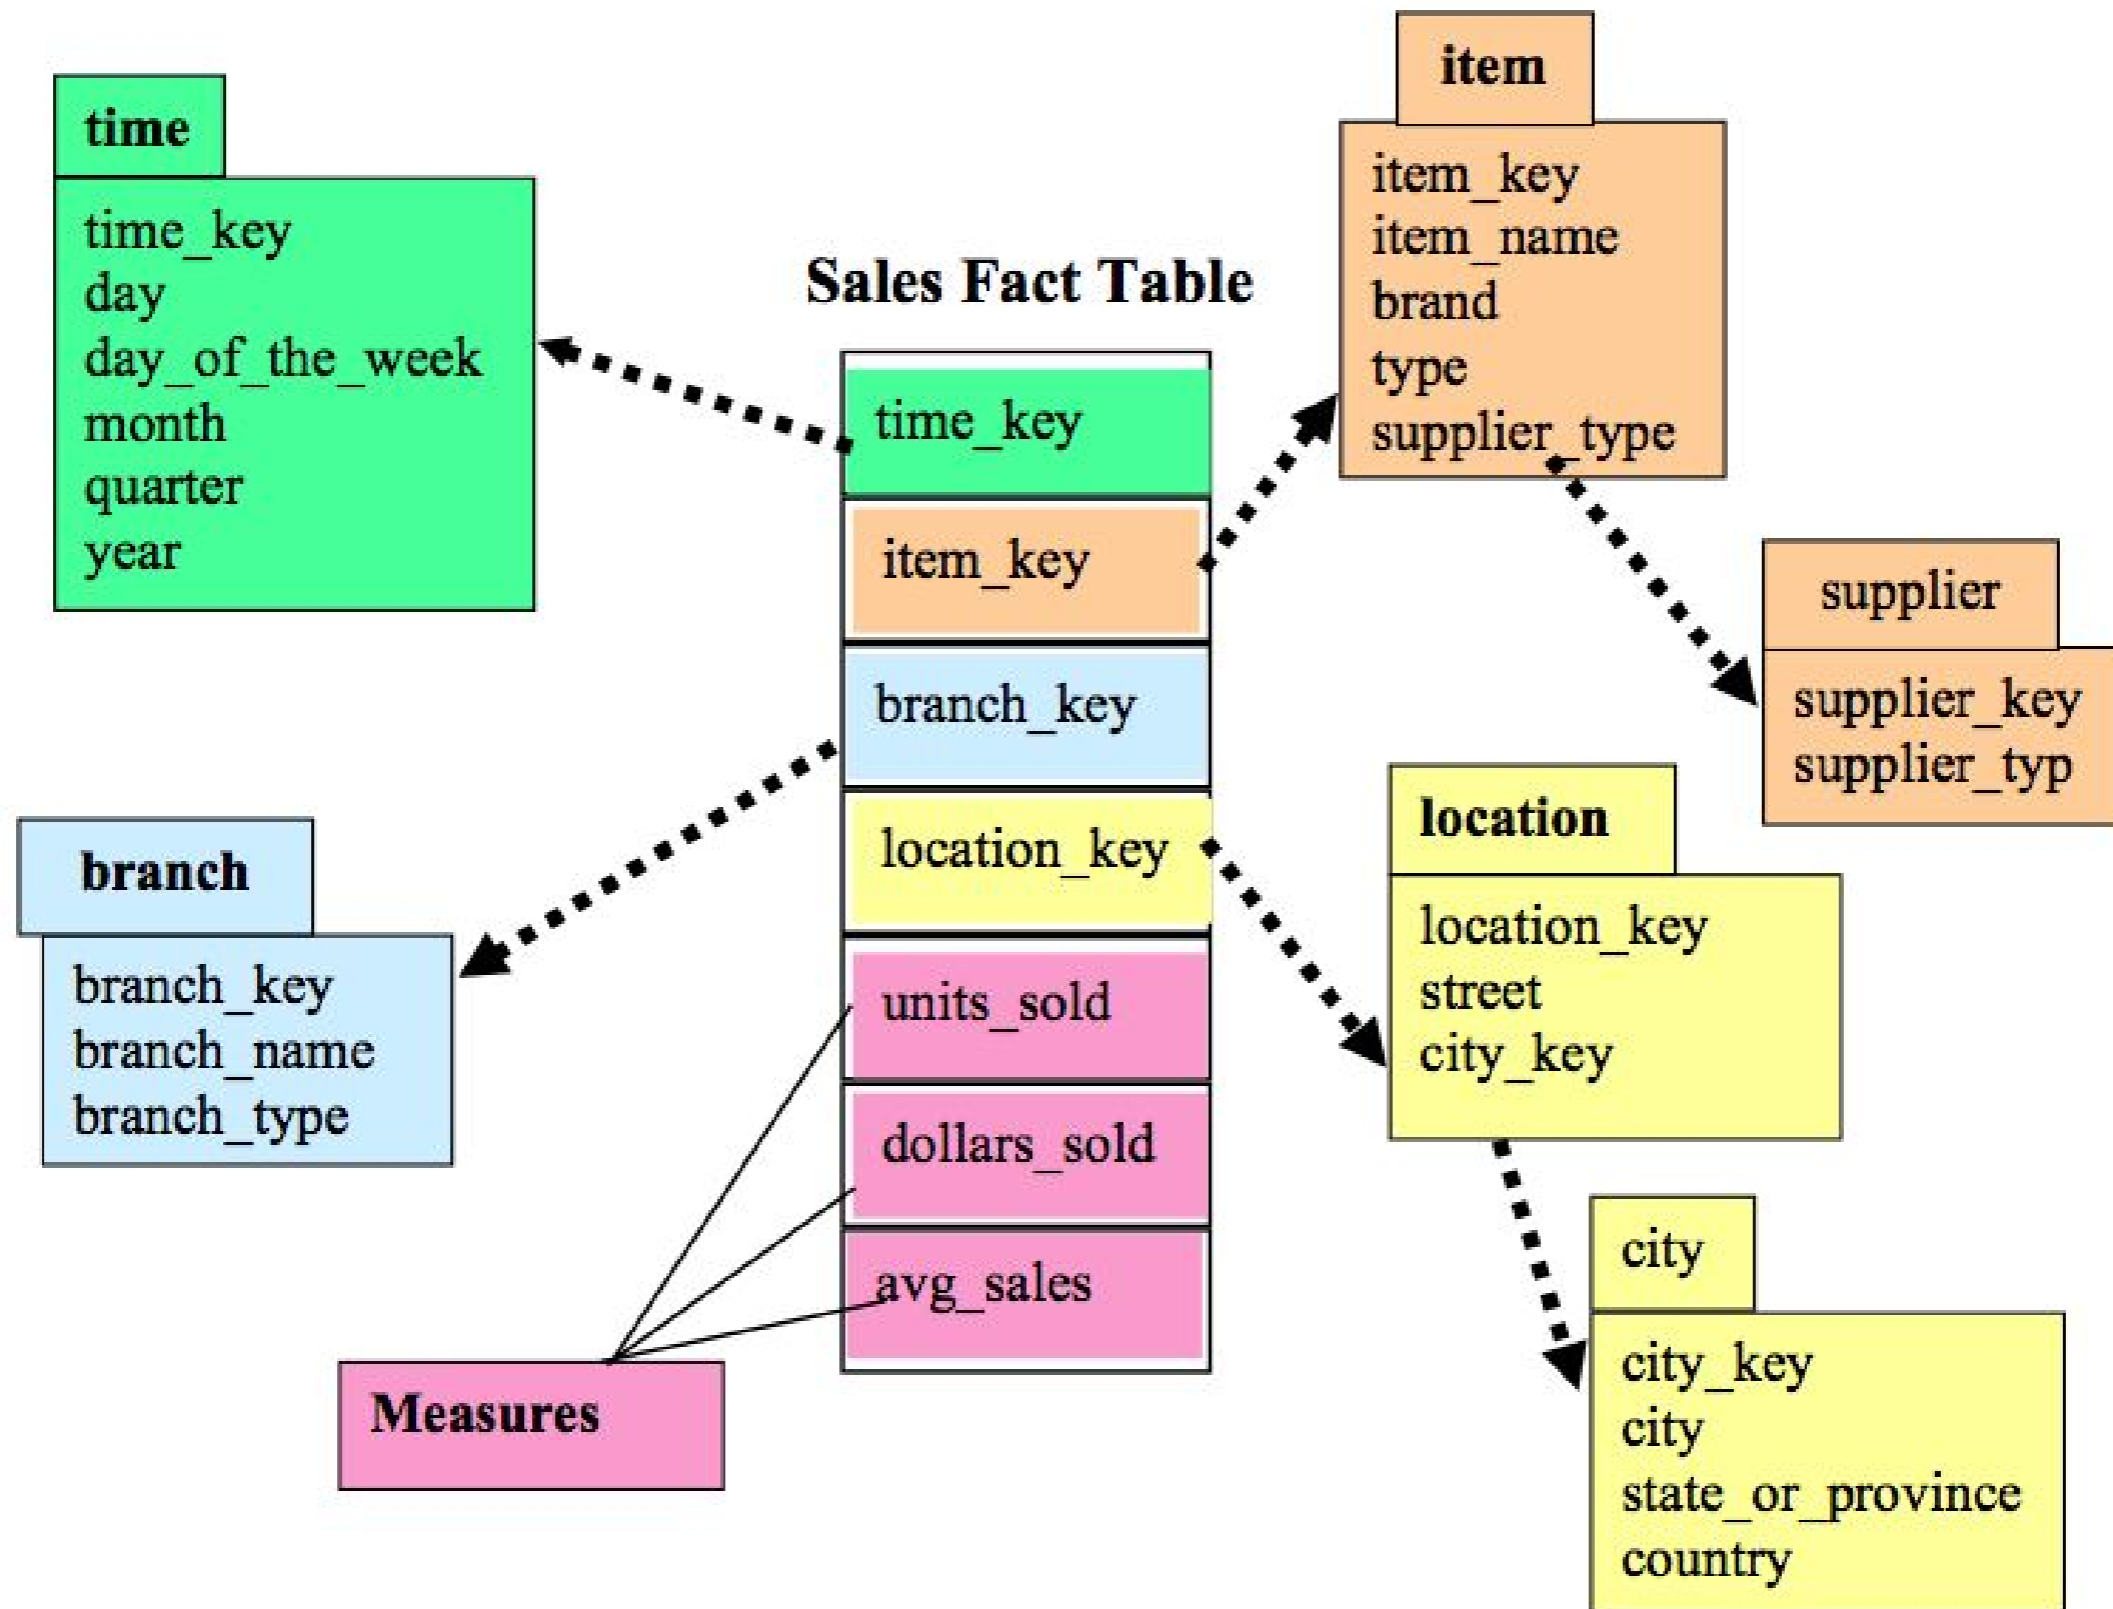 time
time_key
day
day_of_the_week
month
quarter
year
Sales Fact Table
time_key
item_key
branch_key
location_key
units_sold
dollars_sold
avg_sales
item
item_key
item_name
brand
type
supplier_type
supplier
supplier_key
supplier_typ
branch
branch_key
branch_name
branch_type
location
location_key
street
city_key
city
city_key
city
state_or_province
country
Measures